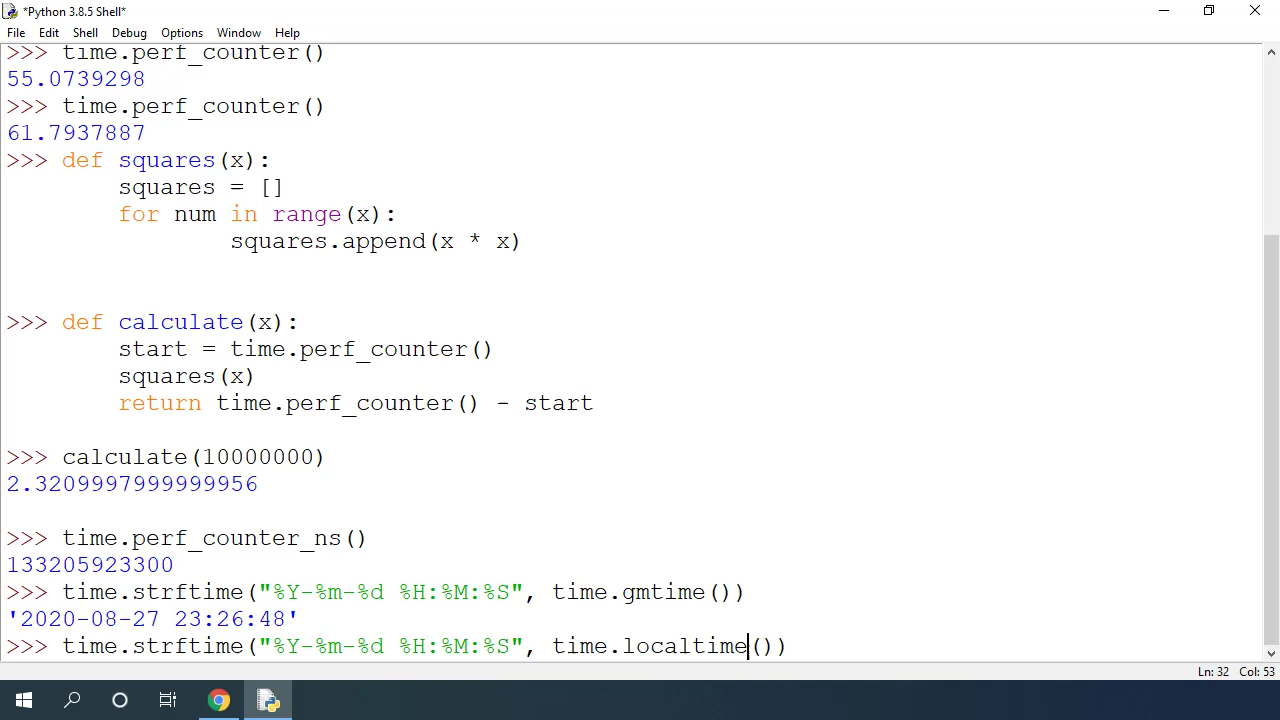 *Python 3.8.5 Shell*
File Edit Shell Debug Options Window Help
>>> time.perf_counter()
55.0739298
>>> time.perf_counter()
61.7937887
>>> def squares(x):
        squares = []
        for num in range(x):
                squares.append(x * x)
>>> def calculate(x):
        start = time.perf_counter()
        squares(x)
        return time.perf_counter() - start
>>> calculate(10000000)
2.3209997999999956
>>> time.perf_counter_ns()
133205923300
>>> time.strftime("%Y-%m-%d %H:%M:%S", time.gmtime())
'2020-08-27 23:26:48'
>>> time.strftime("%Y-%m-%d %H:%M:%S", time.localtime())
Ln: 32 Col: 53